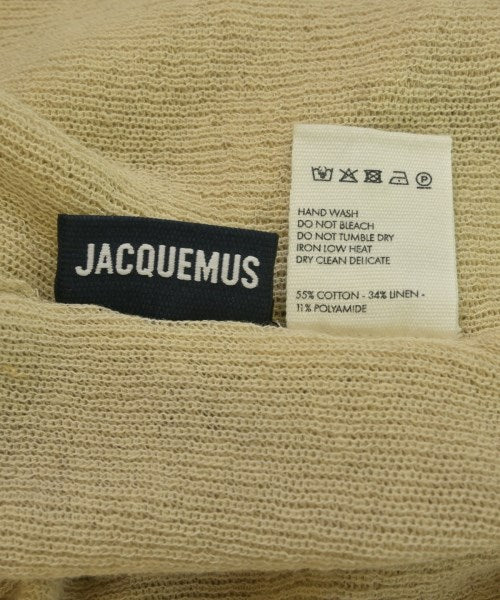 JACQUEMUS
HAND WASH
DO NOT BLEACH
DO NOT TUMBLE DRY
IRON LOW HEAT
DRY CLEAN DELICATE
55% COTTON - 34% LINEN -
11% POLYAMIDE